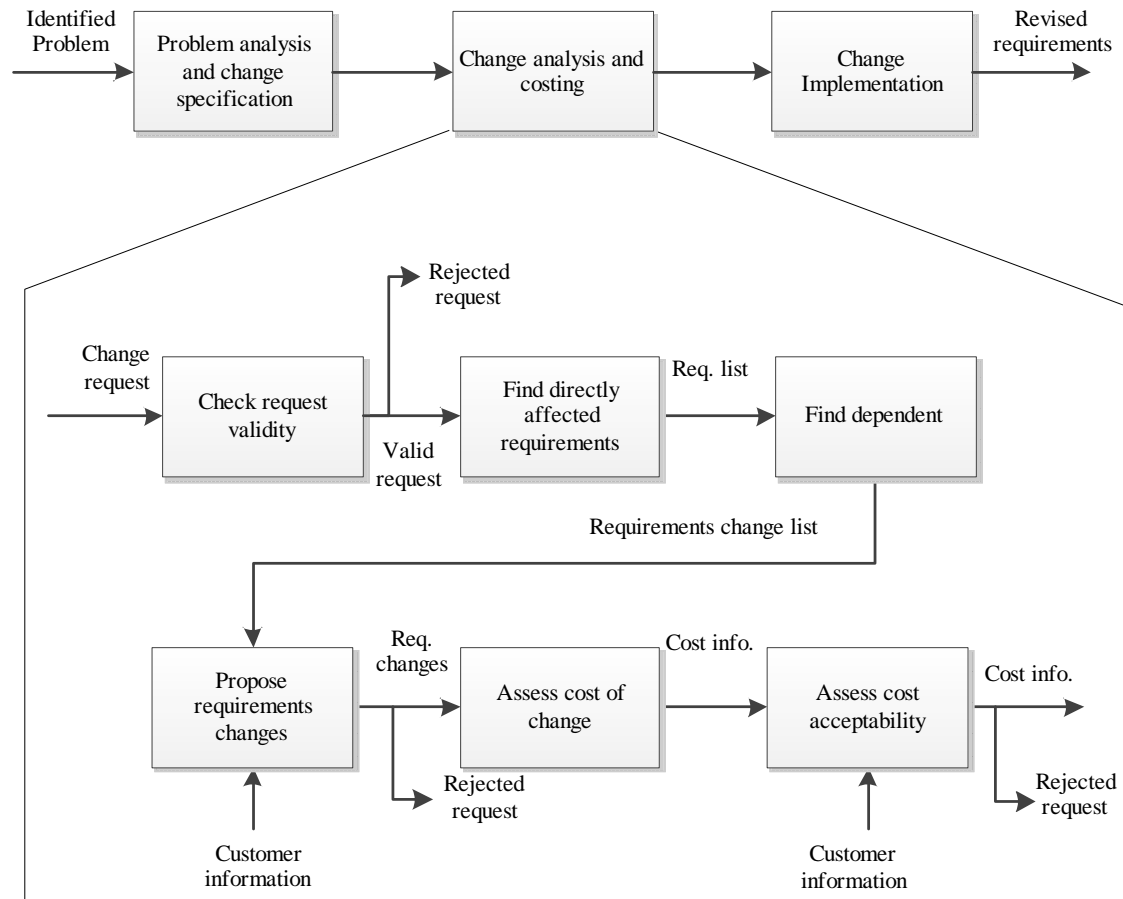 Identified
Problem
Problem analysis
and change
specification
Change analysis and
costing
Change
Implementation
Revised
requirements
Rejected
request
Change
request
Check request
validity
Valid
request
Find directly
affected
requirements
Req. list
Find dependent
Requirements change list
Propose
requirements
changes
Req.
changes
Rejected
request
Assess cost of
change
Cost info.
Assess cost
acceptability
Cost info.
Rejected
request
Customer
information
Customer
information